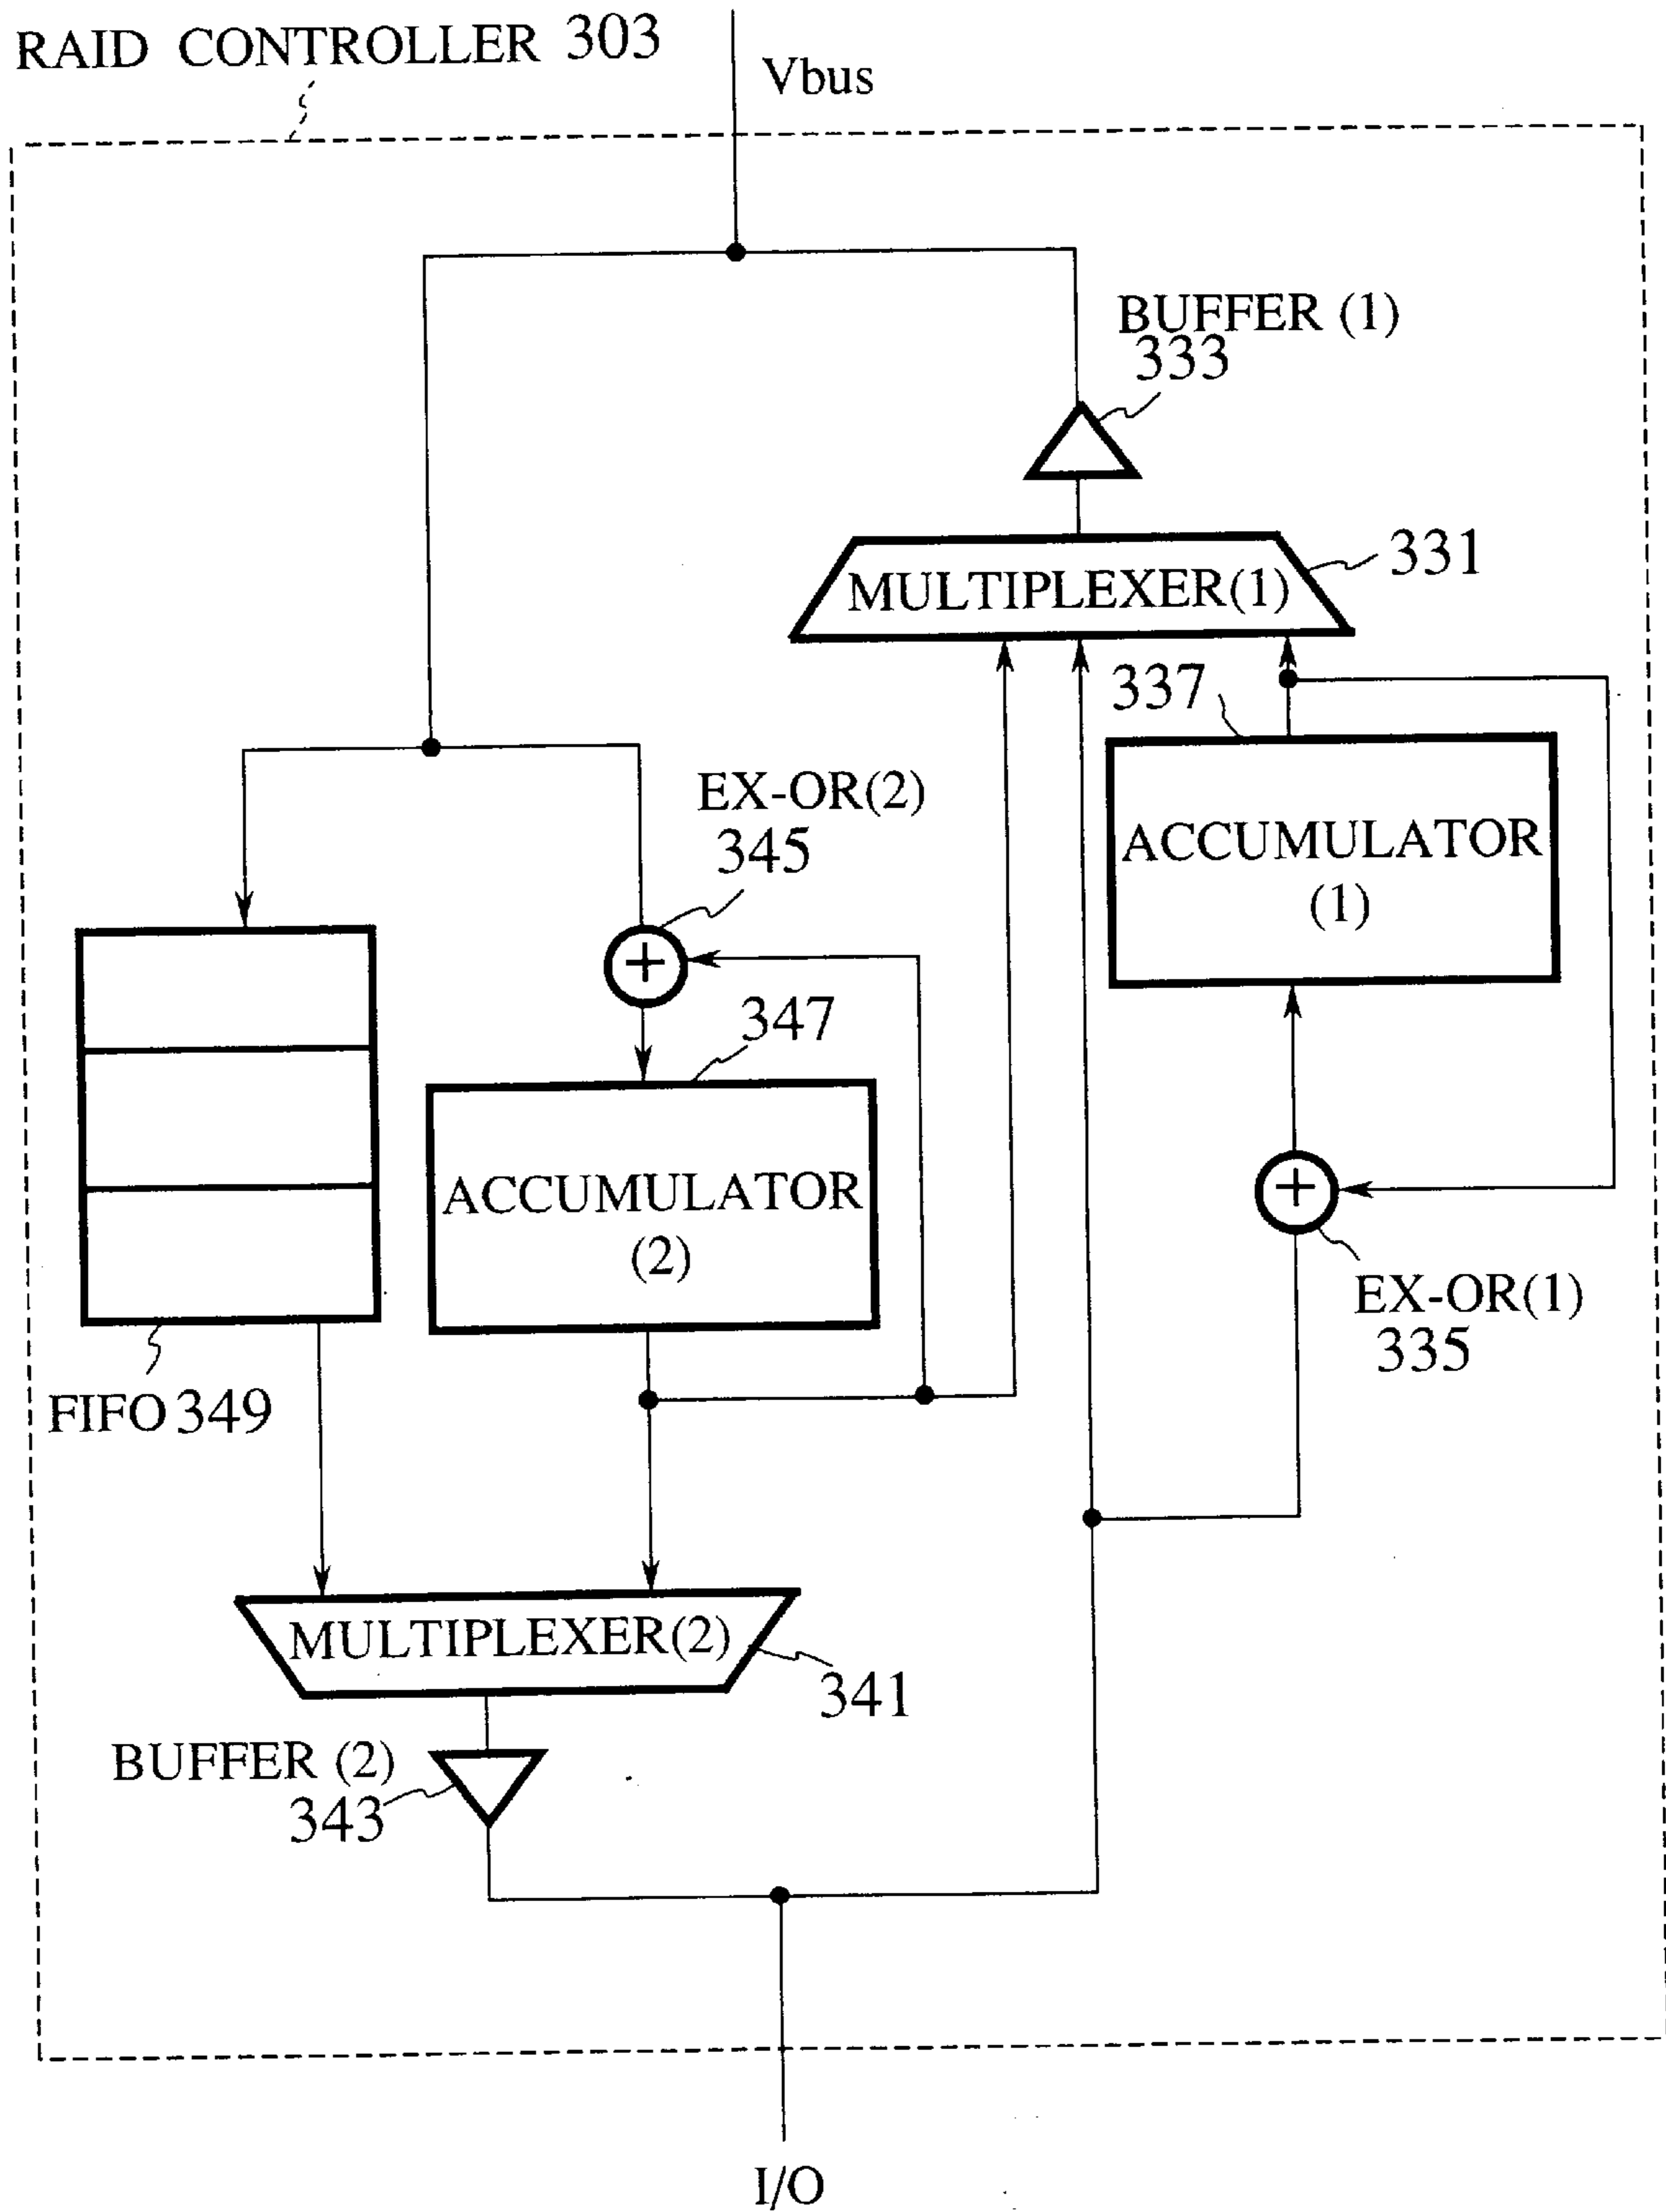 RAID CONTROLLER 303
Vbus
BUFFER (1)
333
MULTIPLEXER(1)
331
337
ACCUMULATOR
(1)
EX-OR(2)
345
347
ACCUMULATOR
(2)
EX-OR(1)
335
FIFO 349
MULTIPLEXER(2)
341
BUFFER (2)
343
I/O